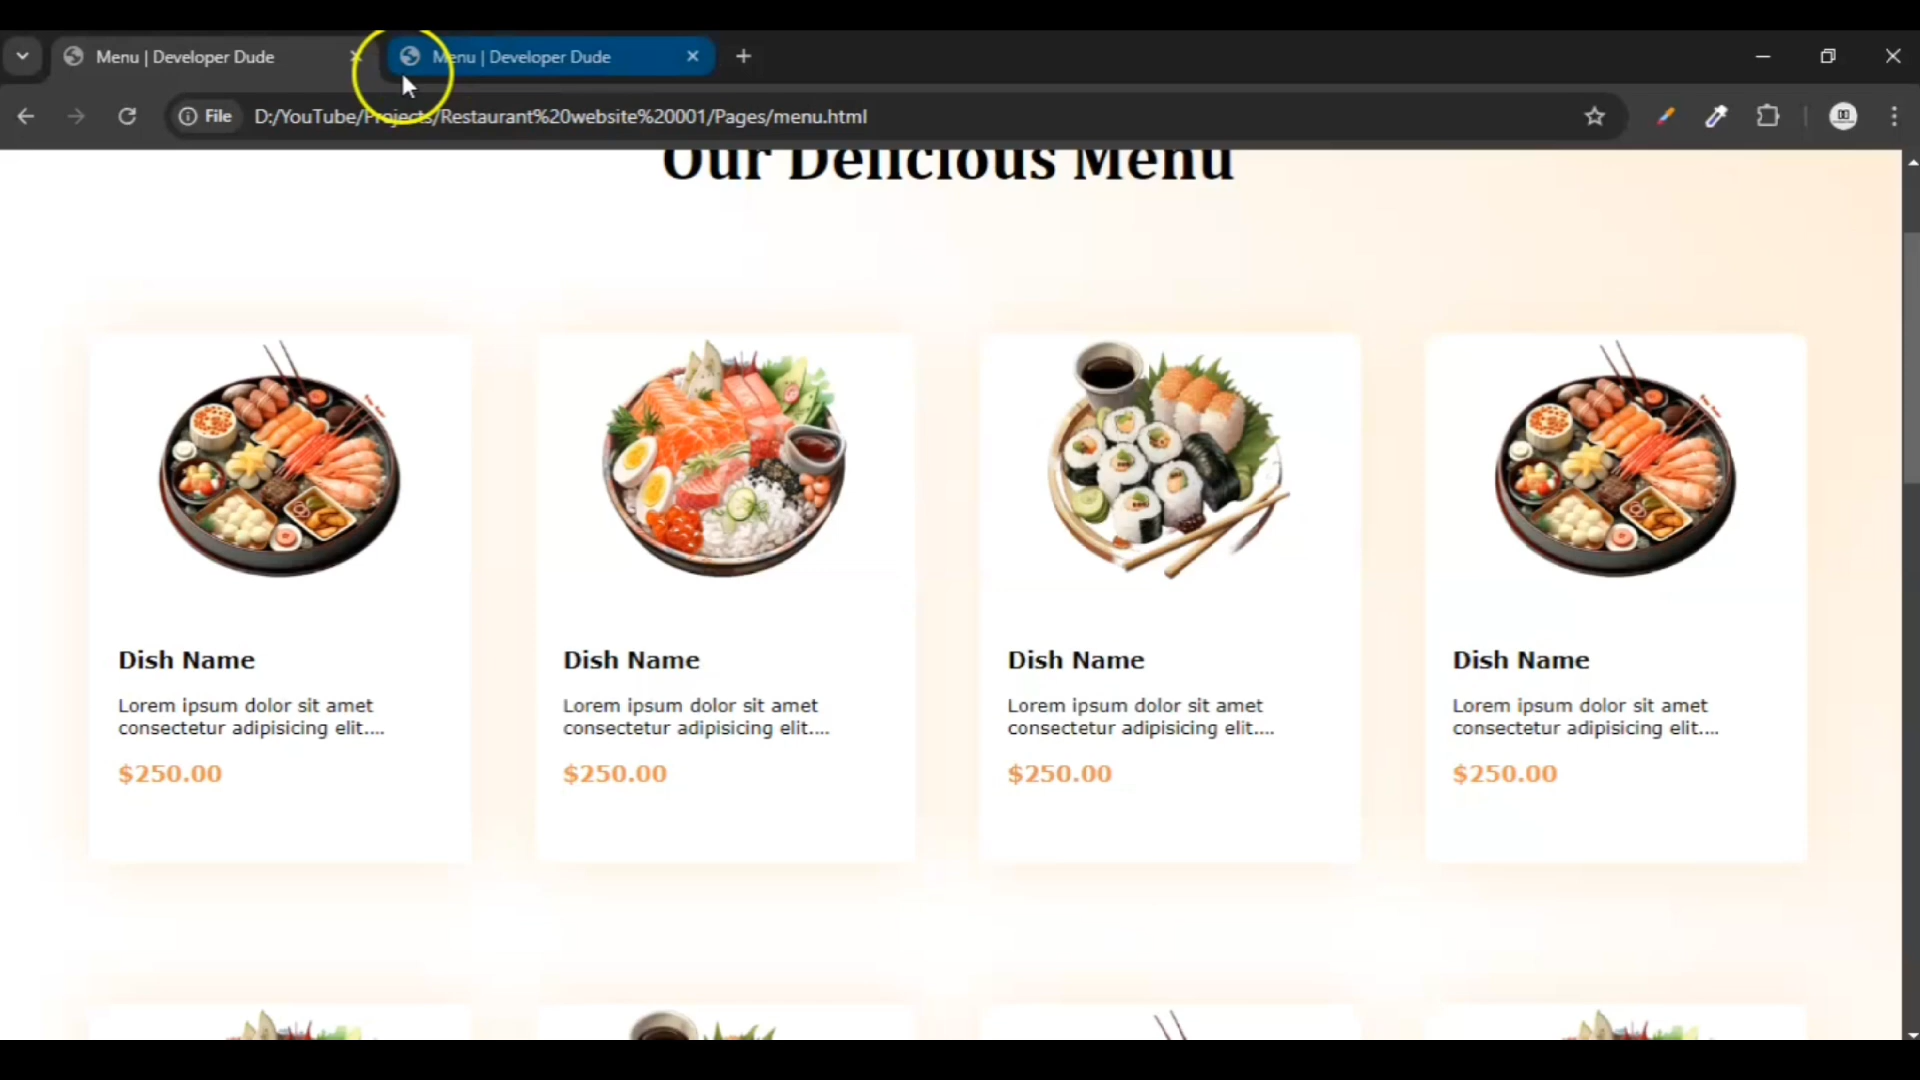 Menu | Developer Dude
Menu | Developer Dude
File
D:/YouTube/Projects/Restaurant%20website%20001/Pages/menu.html
Our Delicious Menu
Dish Name
Lorem ipsum dolor sit amet
consectetur adipisicing elit....
$250.00
Dish Name
Lorem ipsum dolor sit amet
consectetur adipisicing elit....
$250.00
Dish Name
Lorem ipsum dolor sit amet
consectetur adipisicing elit....
$250.00
Dish Name
Lorem ipsum dolor sit amet
consectetur adipisicing elit....
$250.00